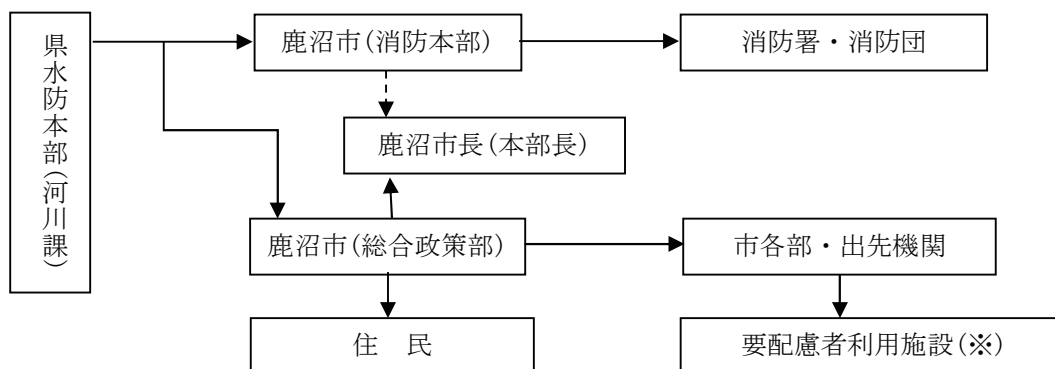 県水防本部(河川課)
鹿沼市(消防本部)
消防署・消防団
鹿沼市長(本部長)
鹿沼市(総合政策部)
市各部・出先機関
住　民
要配慮者利用施設(※)